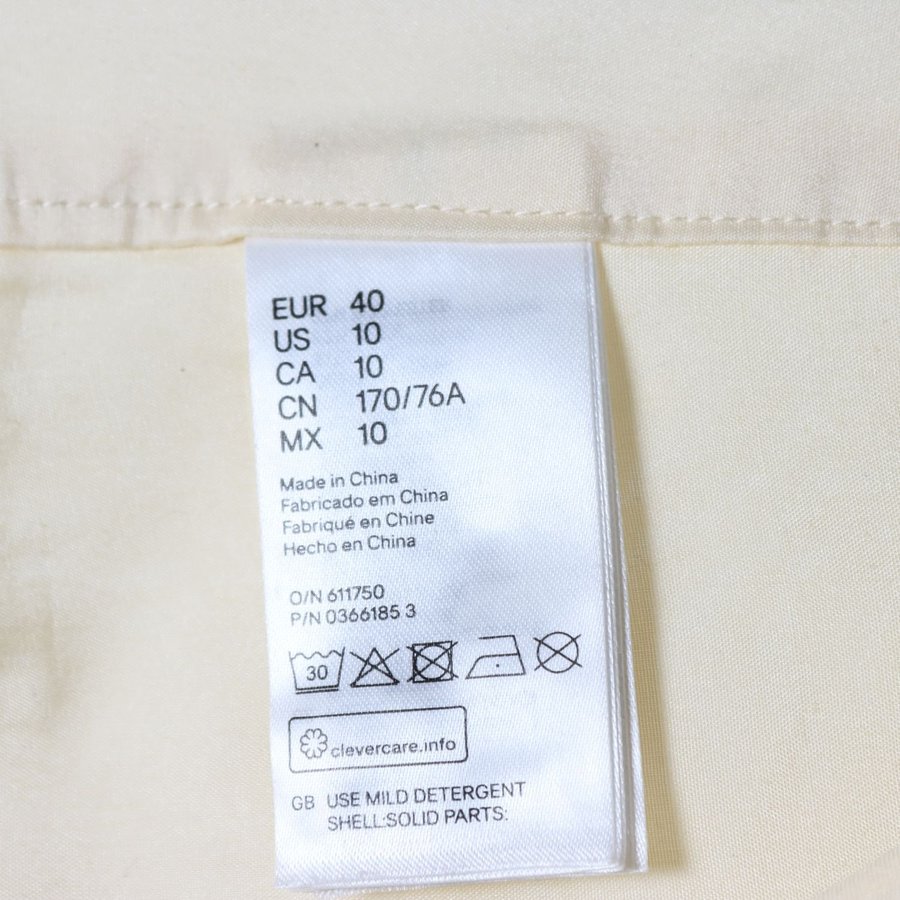 EUR 40
US 10
CA 10
CN 170/76A
MX 10
Made in China
Fabricado em China
Fabriqué en Chine
Hecho en China
O/N 611750
P/N 0366185 3
30
clevercare.info
GB USE MILD DETERGENT
SHELL:SOLID PARTS: